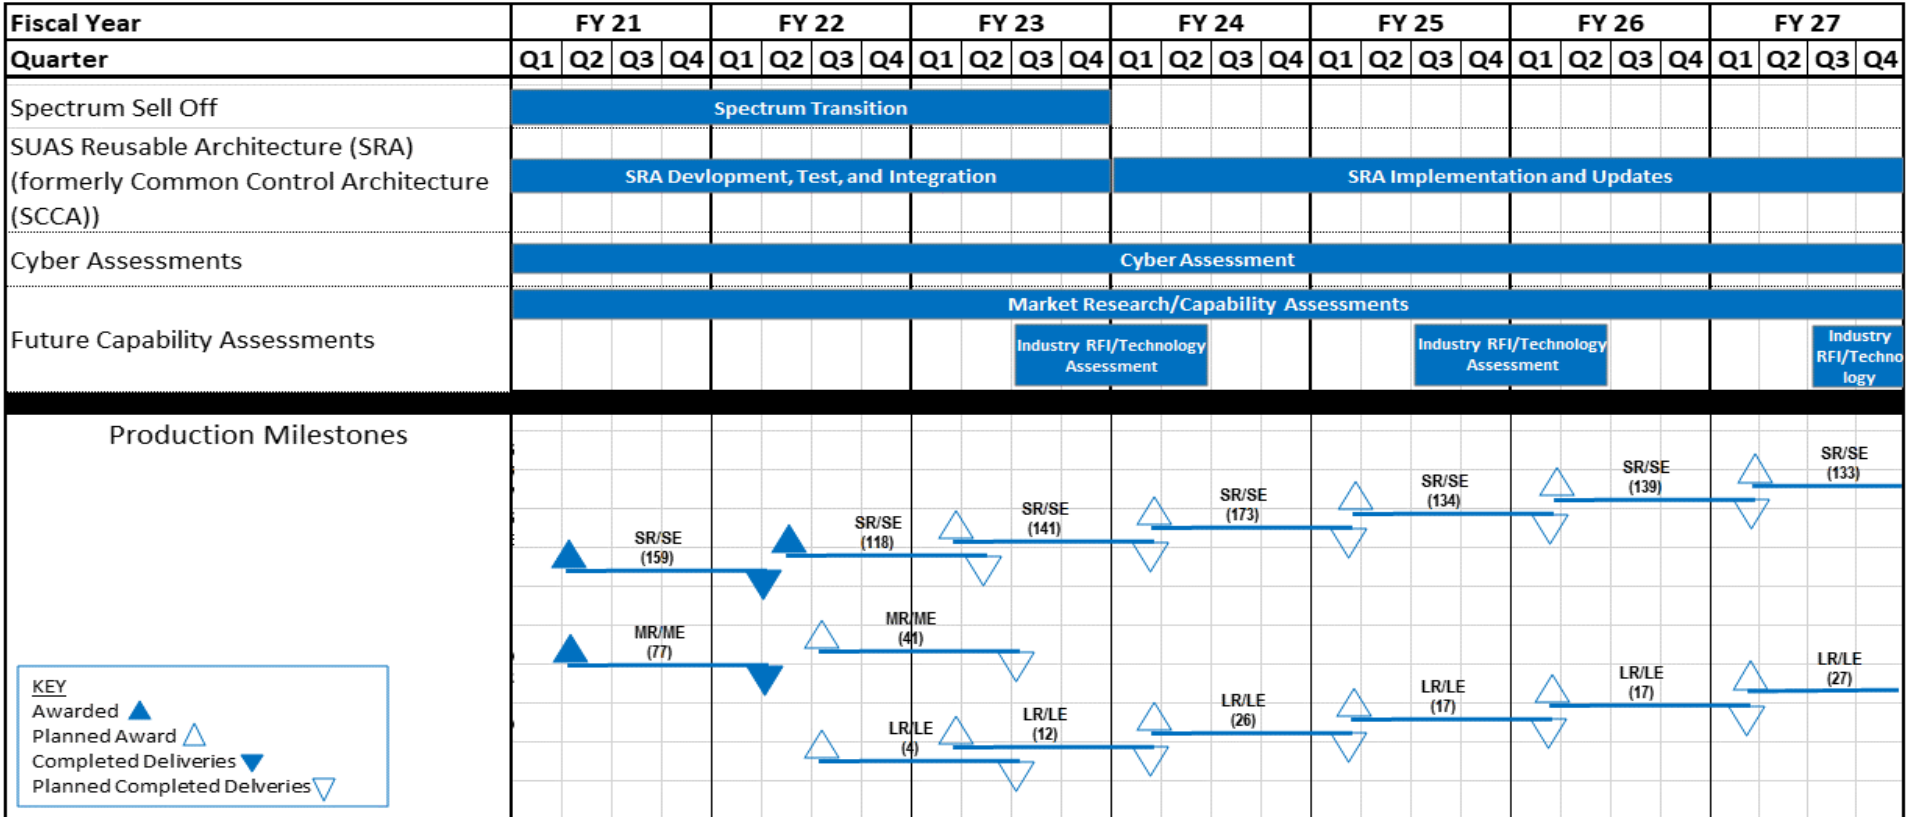 Fiscal Year FY 21 FY 22 FY 23 FY 24 FY 25 FY 26 FY 27
Quarter Q1 Q2 Q3 Q4 Q1 Q2 Q3 Q4 Q1 Q2 Q3 Q4 Q1 Q2 Q3 Q4 Q1 Q2 Q3 Q4 Q1 Q2 Q3 Q4 Q1 Q2 Q3 Q4
Spectrum Sell Off
Spectrum Transition
SUAS Reusable Architecture (SRA)
(formerly Common Control Architecture
(SCCA))
SRA Devlopment, Test, and Integration
SRA Implementation and Updates
Cyber Assessments
Cyber Assessment
Future Capability Assessments
Market Research/Capability Assessments
Industry RFI/Technology
Assessment
Industry RFI/Technology
Assessment
Industry
RFI/Techno
logy
Production Milestones
SR/SE
(159)
SR/SE
(118)
SR/SE
(141)
SR/SE
(173)
SR/SE
(134)
SR/SE
(139)
SR/SE
(133)
MR/ME
(77)
MR/ME
(41)
LR/LE
(4)
LR/LE
(12)
LR/LE
(26)
LR/LE
(17)
LR/LE
(17)
LR/LE
(27)
KEY
Awarded
Planned Award
Completed Deliveries
Planned Completed Delveries